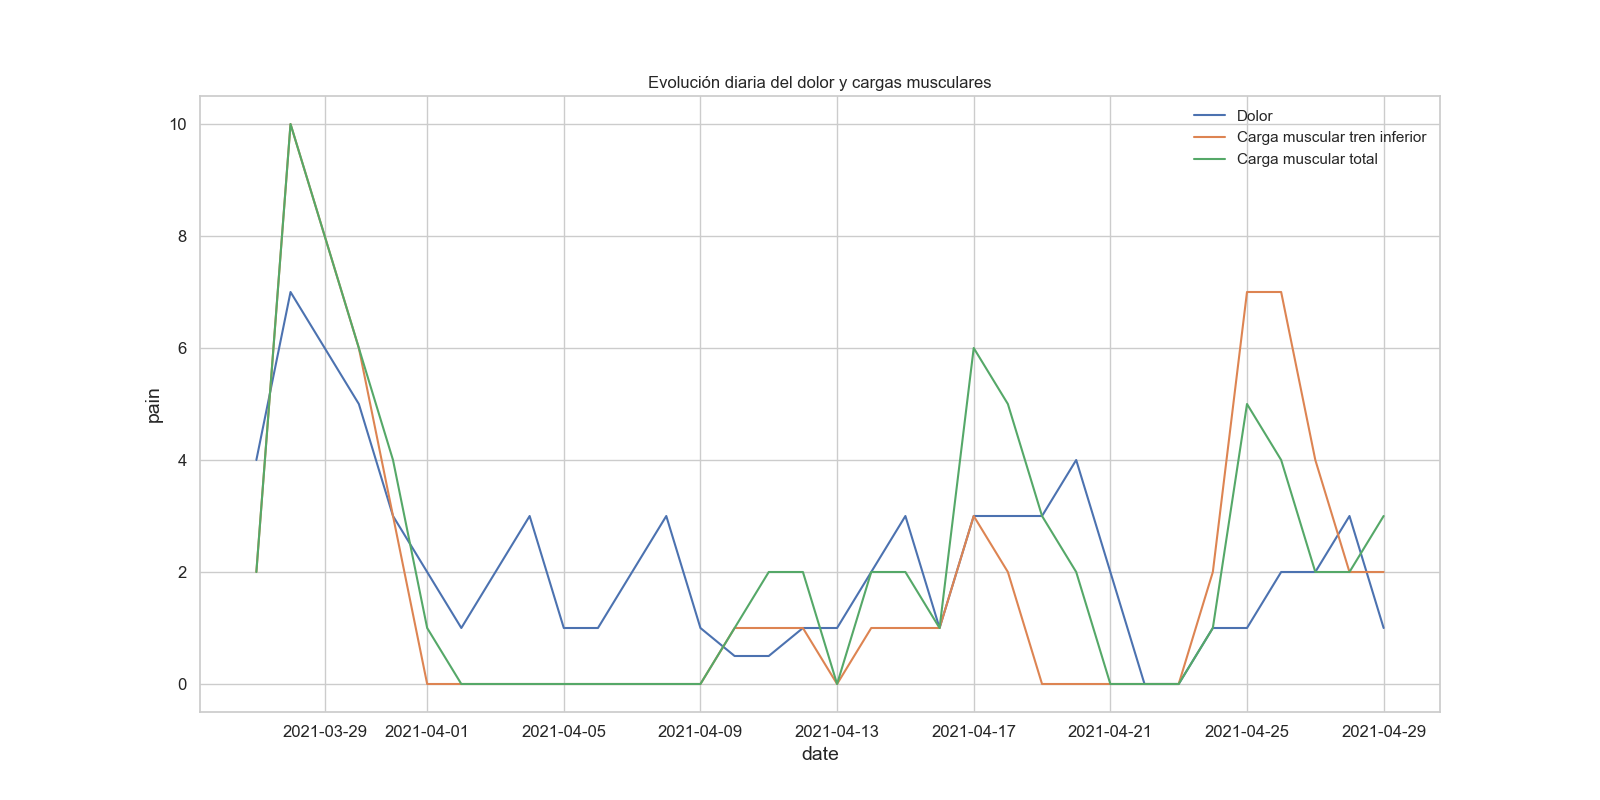 Evolución diaria del dolor y cargas musculares
Dolor
Carga muscular tren inferior
Carga muscular total
10
8
6
4
2
0
pain
2021-03-29 2021-04-01 2021-04-05 2021-04-09 2021-04-13 2021-04-17 2021-04-21 2021-04-25 2021-04-29
date